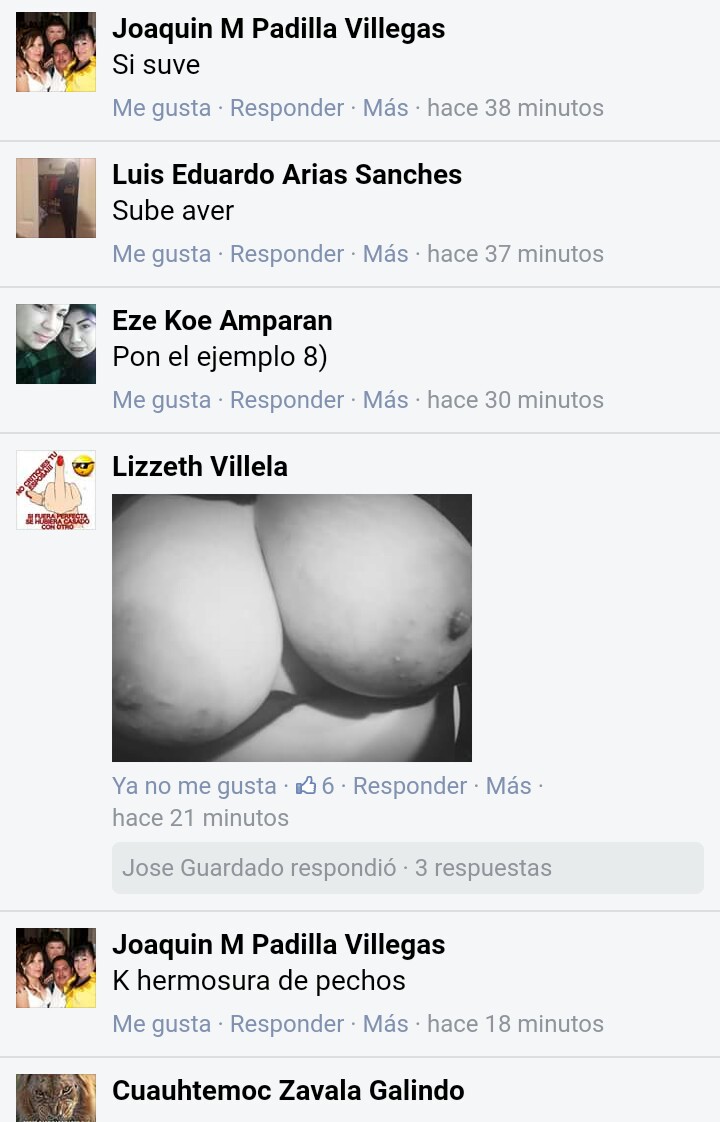 Joaquin M Padilla Villegas
Si suve
Me gusta · Responder · Más · hace 38 minutos
Luis Eduardo Arias Sanches
Sube aver
Me gusta · Responder · Más · hace 37 minutos
Eze Koe Amparan
Pon el ejemplo 8)
Me gusta · Responder · Más · hace 30 minutos
NO CRITIQUES TU
ESPOSA!!!
SI FUERA PERFECTA
SE HUBIERA CASADO
CON OTRO
Lizzeth Villela
Ya no me gusta · 6 · Responder · Más ·
hace 21 minutos
Jose Guardado respondió · 3 respuestas
Joaquin M Padilla Villegas
K hermosura de pechos
Me gusta · Responder · Más · hace 18 minutos
Cuauhtemoc Zavala Galindo